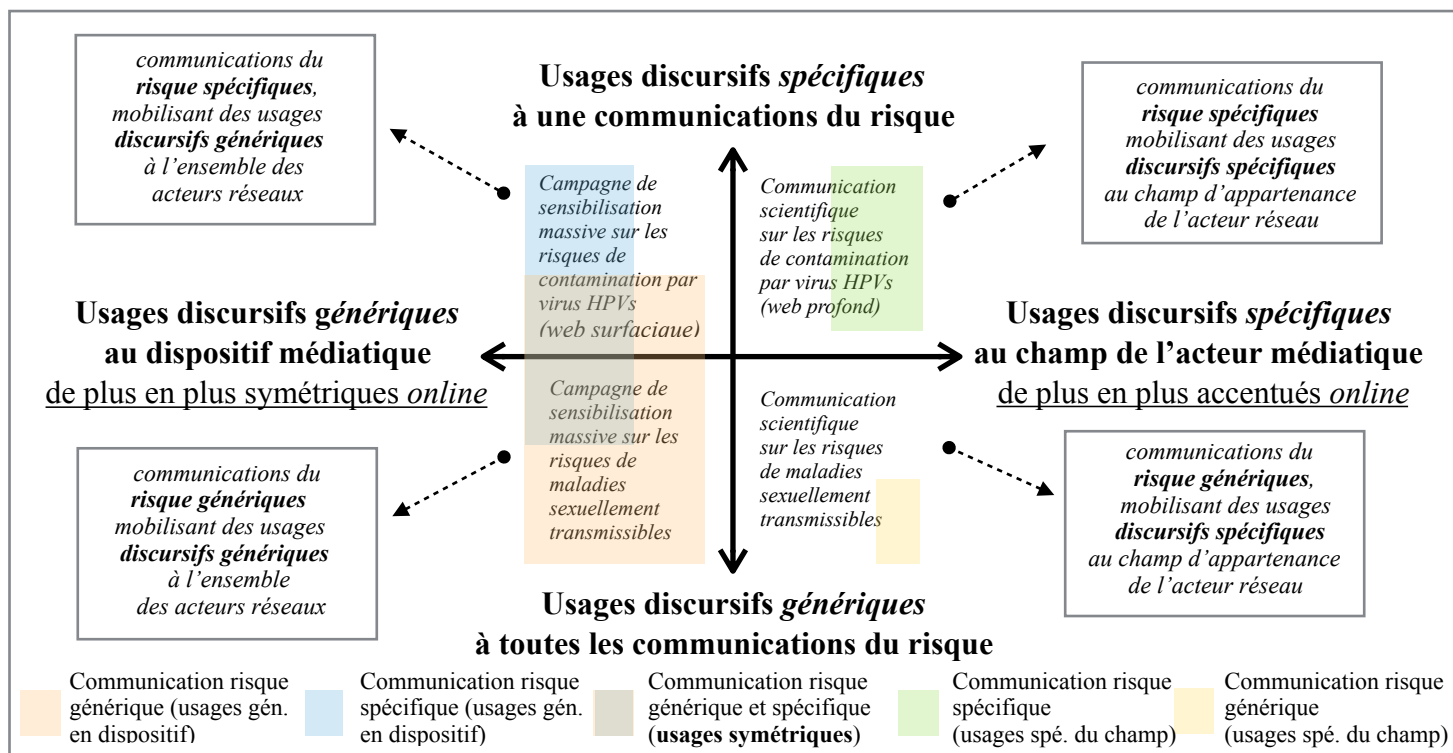 communications du
risque spécifiques,
mobilisant des usages
discursifs génériques
à l'ensemble des
acteurs réseaux
Usages discursifs spécifiques
à une communications du risque
communications du
risque spécifiques
mobilisant des usages
discursifs spécifiques
au champ d'appartenance
de l'acteur réseau
Campagne de
sensibilisation
massive sur les
risques de
contamination par
virus HPVs
(web surfaciaue)
Communication
scientifique
sur les risques
de contamination
par virus HPVs
(web profond)
Usages discursifs génériques
au dispositif médiatique
de plus en plus symétriques online
Usages discursifs spécifiques
au champ de l'acteur médiatique
de plus en plus accentués online
Campagne de
sensibilisation
massive sur les
risques de
maladies
sexuellement
transmissibles
Communication
scientifique
sur les risques
de maladies
sexuellement
transmissibles
communications du
risque génériques
mobilisant des usages
discursifs génériques
à l'ensemble
des acteurs réseaux
communications du
risque génériques,
mobilisant des usages
discursifs spécifiques
au champ d'appartenance
de l'acteur réseau
Usages discursifs génériques
à toutes les communications du risque
Communication risque
générique (usages gén.
en dispositif)
Communication risque
spécifique (usages gén.
en dispositif)
Communication risque
générique et spécifique
(usages symétriques)
Communication risque
spécifique
(usages spé. du champ)
Communication risque
générique
(usages spé. du champ)